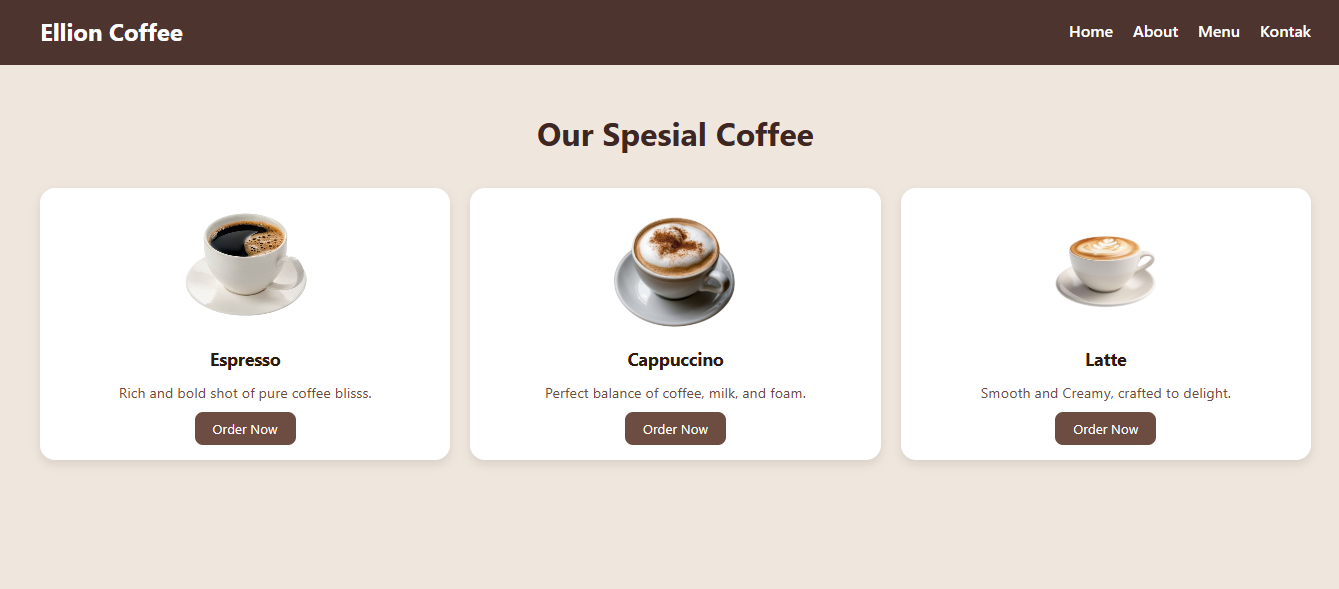 Ellion Coffee
Home About Menu Kontak
Our Spesial Coffee
Espresso
Rich and bold shot of pure coffee blisss.
Order Now
Cappuccino
Perfect balance of coffee, milk, and foam.
Order Now
Latte
Smooth and Creamy, crafted to delight.
Order Now